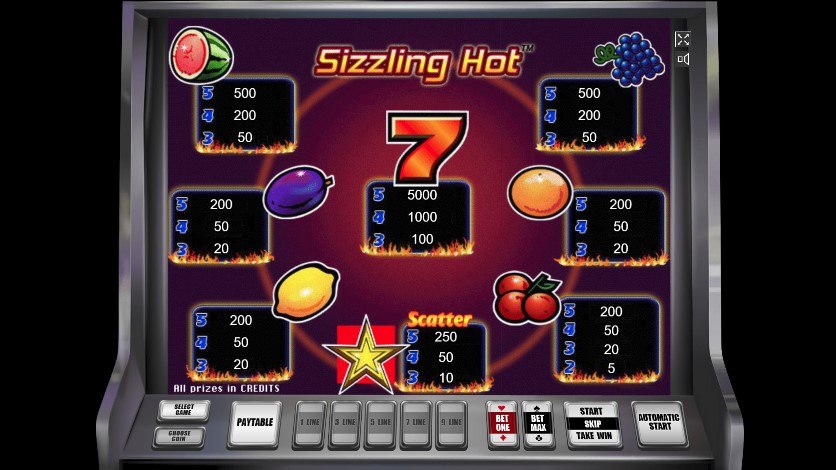 Sizzling Hot™
5 500
4 200
3 50
5 500
4 200
3 50
7
5 5000
4 1000
3 100
5 200
4 50
3 20
5 200
4 50
3 20
5 200
4 50
3 20
Scatter
5 250
4 50
3 10
5 200
4 50
3 20
2 5
All prizes in CREDITS
SELECT GAME
CHOOSE COIN
PAYTABLE
1 LINE
3 LINE
5 LINE
7 LINE
9 LINE
BET ONE
BET MAX
START
SKIP
TAKE WIN
AUTOMATIC START